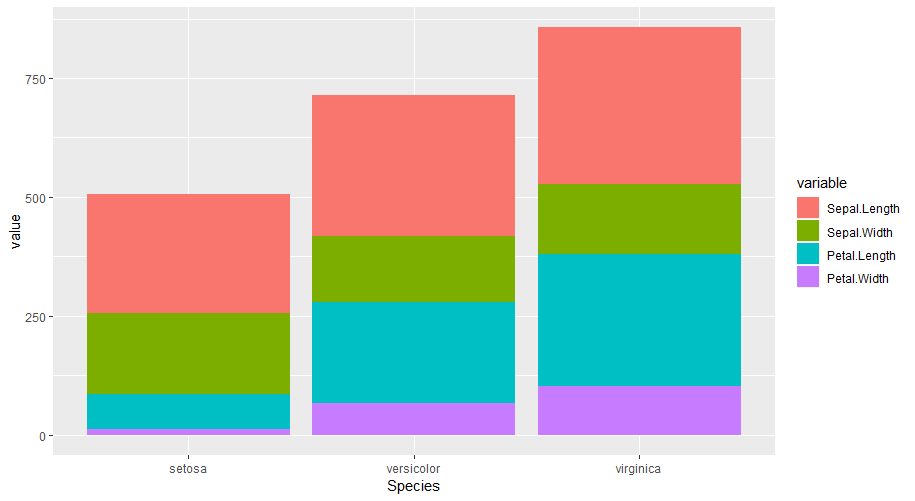 value
750
500
250
0
setosa versicolor virginica
Species
variable
Sepal.Length
Sepal.Width
Petal.Length
Petal.Width